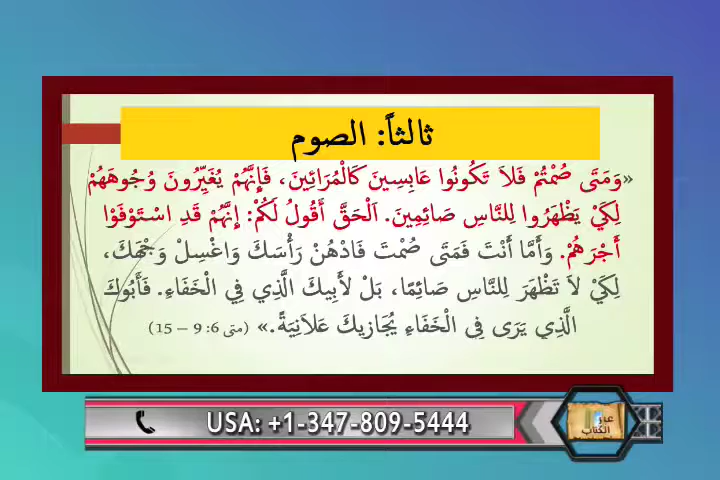 ثالثاً: الصوم
«وَمَتَى صُمْتُمْ فَلاَ تَكُونُوا عَابِسِينَ كَالْمُرَائِينَ، فَإِنَّهُمْ يُغَيِّرُونَ وُجُوهَهُمْ
لِكَيْ يَظْهَرُوا لِلنَّاسِ صَائِمِينَ. اَلْحَقَّ أَقُولُ لَكُمْ: إِنَّهُمْ قَدِ اسْتَوْفَوْا
أَجْرَهُمْ. وَأَمَّا أَنْتَ فَمَتَى صُمْتَ فَادْهُنْ رَأْسَكَ وَاغْسِلْ وَجْهَكَ،
لِكَيْ لاَ تَظْهَرَ لِلنَّاسِ صَائِمًا، بَلْ لأَبِيكَ الَّذِي فِي الْخَفَاءِ. فَأَبُوكَ
الَّذِي يَرَى فِي الْخَفَاءِ يُجَازِيكَ عَلاَنِيَةً.» (متى 6: 9 – 15)
USA: +1-347-809-5444
الكتاب